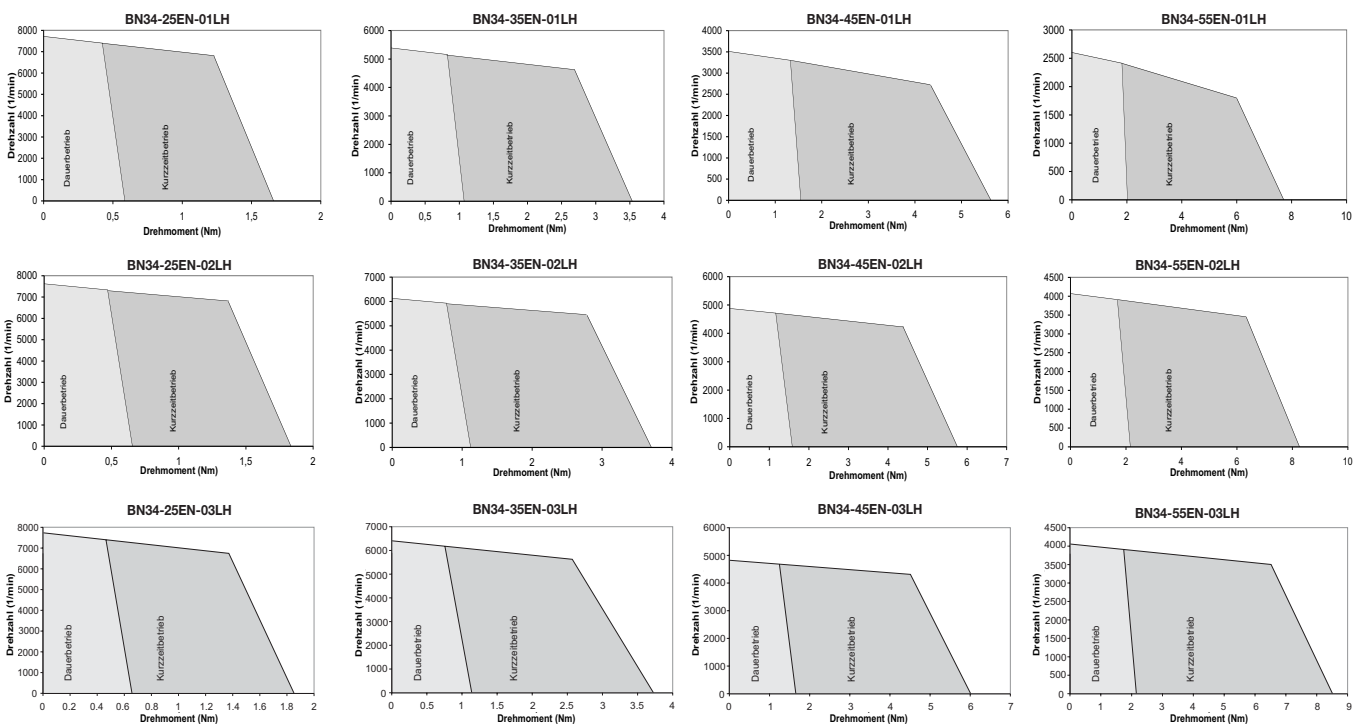 BN34-25EN-01LH
Drehzahl (1/min)
8000
7000
6000
5000
4000
3000
2000
1000
0
Dauerbetrieb
Kurzzeitbetrieb
0 0,5 1 1,5 2
Drehmoment (Nm)
BN34-35EN-01LH
Drehzahl (1/min)
6000
5000
4000
3000
2000
1000
0
Dauerbetrieb
Kurzzeitbetrieb
0 0,5 1 1,5 2 2,5 3 3,5 4
Drehmoment (Nm)
BN34-45EN-01LH
Drehzahl (1/min)
4000
3500
3000
2500
2000
1500
1000
500
0
Dauerbetrieb
Kurzzeitbetrieb
0 1 2 3 4 5 6
Drehmoment (Nm)
BN34-55EN-01LH
Drehzahl (1/min)
3000
2500
2000
1500
1000
500
0
Dauerbetrieb
Kurzzeitbetrieb
0 2 4 6 8 10
Drehmoment (Nm)
BN34-25EN-02LH
Drehzahl (1/min)
8000
7000
6000
5000
4000
3000
2000
1000
0
Dauerbetrieb
Kurzzeitbetrieb
0 0,5 1 1,5 2
Drehmoment (Nm)
BN34-35EN-02LH
Drehzahl (1/min)
7000
6000
5000
4000
3000
2000
1000
0
Dauerbetrieb
Kurzzeitbetrieb
0 1 2 3 4
Drehmoment (Nm)
BN34-45EN-02LH
Drehzahl (1/min)
6000
5000
4000
3000
2000
1000
0
Dauerbetrieb
Kurzzeitbetrieb
0 1 2 3 4 5 6 7
Drehmoment (Nm)
BN34-55EN-02LH
Drehzahl (1/min)
4500
4000
3500
3000
2500
2000
1500
1000
500
0
Dauerbetrieb
Kurzzeitbetrieb
0 2 4 6 8 10
Drehmoment (Nm)
BN34-25EN-03LH
Drehzahl (1/min)
8000
7000
6000
5000
4000
3000
2000
1000
0
Dauerbetrieb
Kurzzeitbetrieb
0 0.2 0.4 0.6 0.8 1 1.2 1.4 1.6 1.8 2
Drehmoment (Nm)
BN34-35EN-03LH
Drehzahl (1/min)
7000
6000
5000
4000
3000
2000
1000
0
Dauerbetrieb
Kurzzeitbetrieb
0 0.5 1 1.5 2 2.5 3 3.5 4
Drehmoment (Nm)
BN34-45EN-03LH
Drehzahl (1/min)
6000
5000
4000
3000
2000
1000
0
Dauerbetrieb
Kurzzeitbetrieb
0 1 2 3 4 5 6 7
Drehmoment (Nm)
BN34-55EN-03LH
Drehzahl (1/min)
4500
4000
3500
3000
2500
2000
1500
1000
500
0
Dauerbetrieb
Kurzzeitbetrieb
0 1 2 3 4 5 6 7 8 9
Drehmoment (Nm)